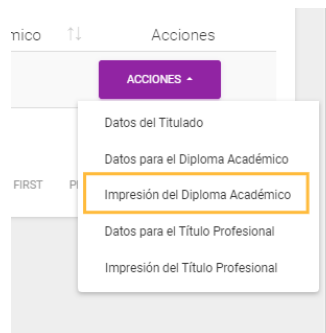 mico ↑↓ Acciones
ACCIONES
Datos del Titulado
Datos para el Diploma Académico
FIRST P
Impresión del Diploma Académico
Datos para el Título Profesional
Impresión del Título Profesional